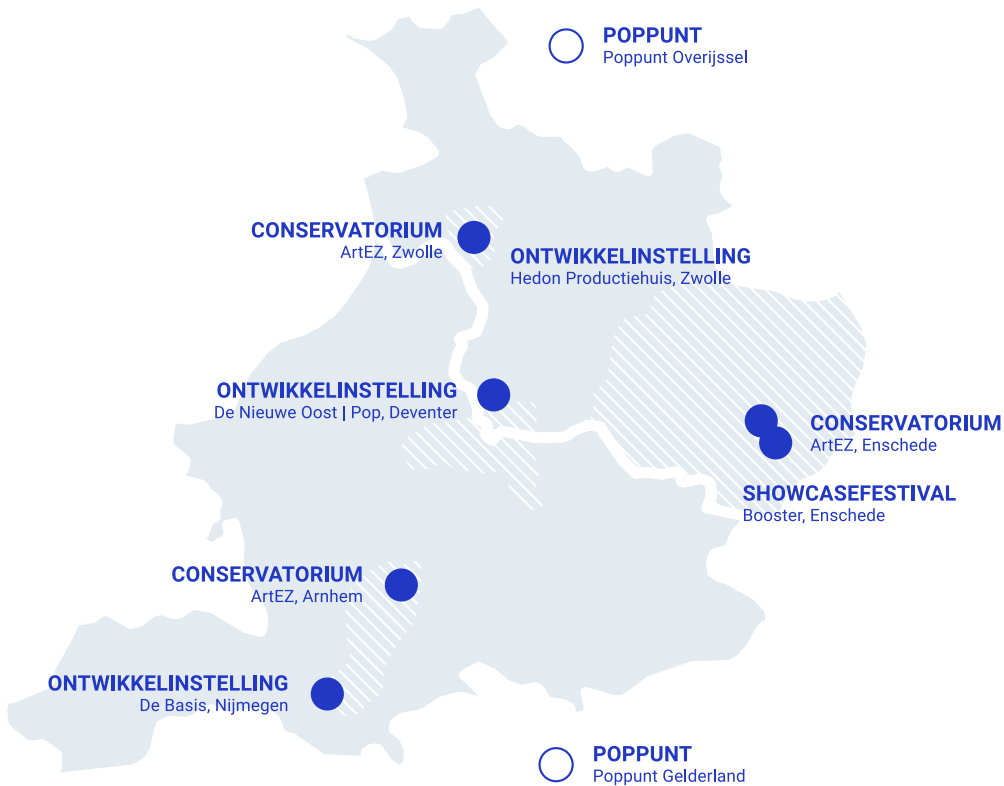 POPPUNT
Poppunt Overijssel
CONSERVATORIUM
ArtEZ, Zwolle
ONTWIKKELINSTELLING
Hedon Productiehuis, Zwolle
ONTWIKKELINSTELLING
De Nieuwe Oost | Pop, Deventer
CONSERVATORIUM
ArtEZ, Enschede
SHOWCASEFESTIVAL
Booster, Enschede
CONSERVATORIUM
ArtEZ, Arnhem
ONTWIKKELINSTELLING
De Basis, Nijmegen
POPPUNT
Poppunt Gelderland